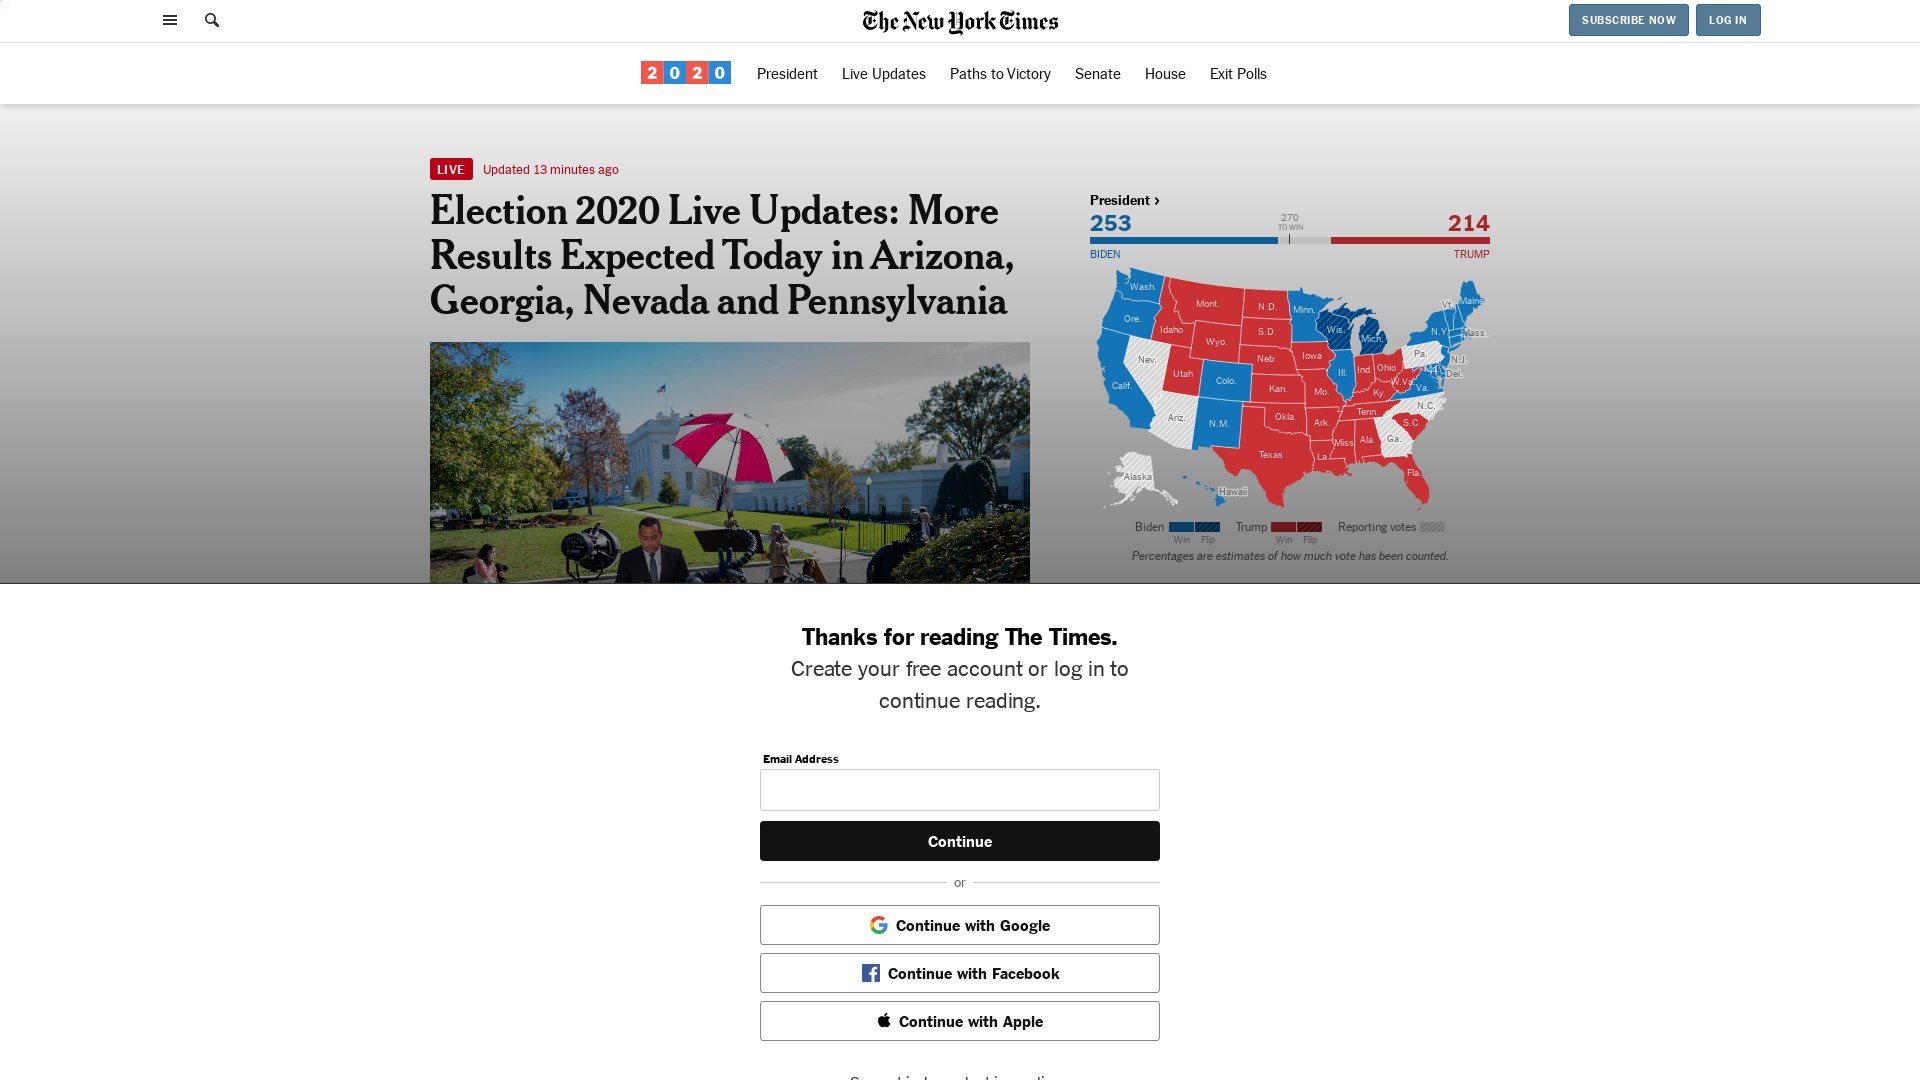 The New York Times
SUBSCRIBE NOW
LOG IN
2020
President
Live Updates
Paths to Victory
Senate
House
Exit Polls
LIVE
Updated 13 minutes ago
Election 2020 Live Updates: More
Results Expected Today in Arizona,
Georgia, Nevada and Pennsylvania
President ›
253
270
TO WIN
214
BIDEN
TRUMP
Wash.
Mont.
N.D.
Minn.
Vt.
Maine
Ore.
Idaho
S.D.
Wis.
Mich.
N.Y.
Mass.
Wyo.
Nev.
Neb.
Iowa
Pa.
N.J.
Utah
Colo.
Ill.
Ind.
Ohio
Md.
Del.
Calif.
Kan.
Mo.
Ky.
W.Va.
Va.
Ariz.
N.M.
Okla.
Ark.
Tenn.
N.C.
S.C.
Texas
La.
Miss.
Ala.
Ga.
Alaska
Hawaii
Fla.
Biden
Trump
Reporting votes
Win
Flip
Win
Flip
Percentages are estimates of how much vote has been counted.
Thanks for reading The Times.
Create your free account or log in to
continue reading.
Email Address
Continue
or
Continue with Google
Continue with Facebook
Continue with Apple